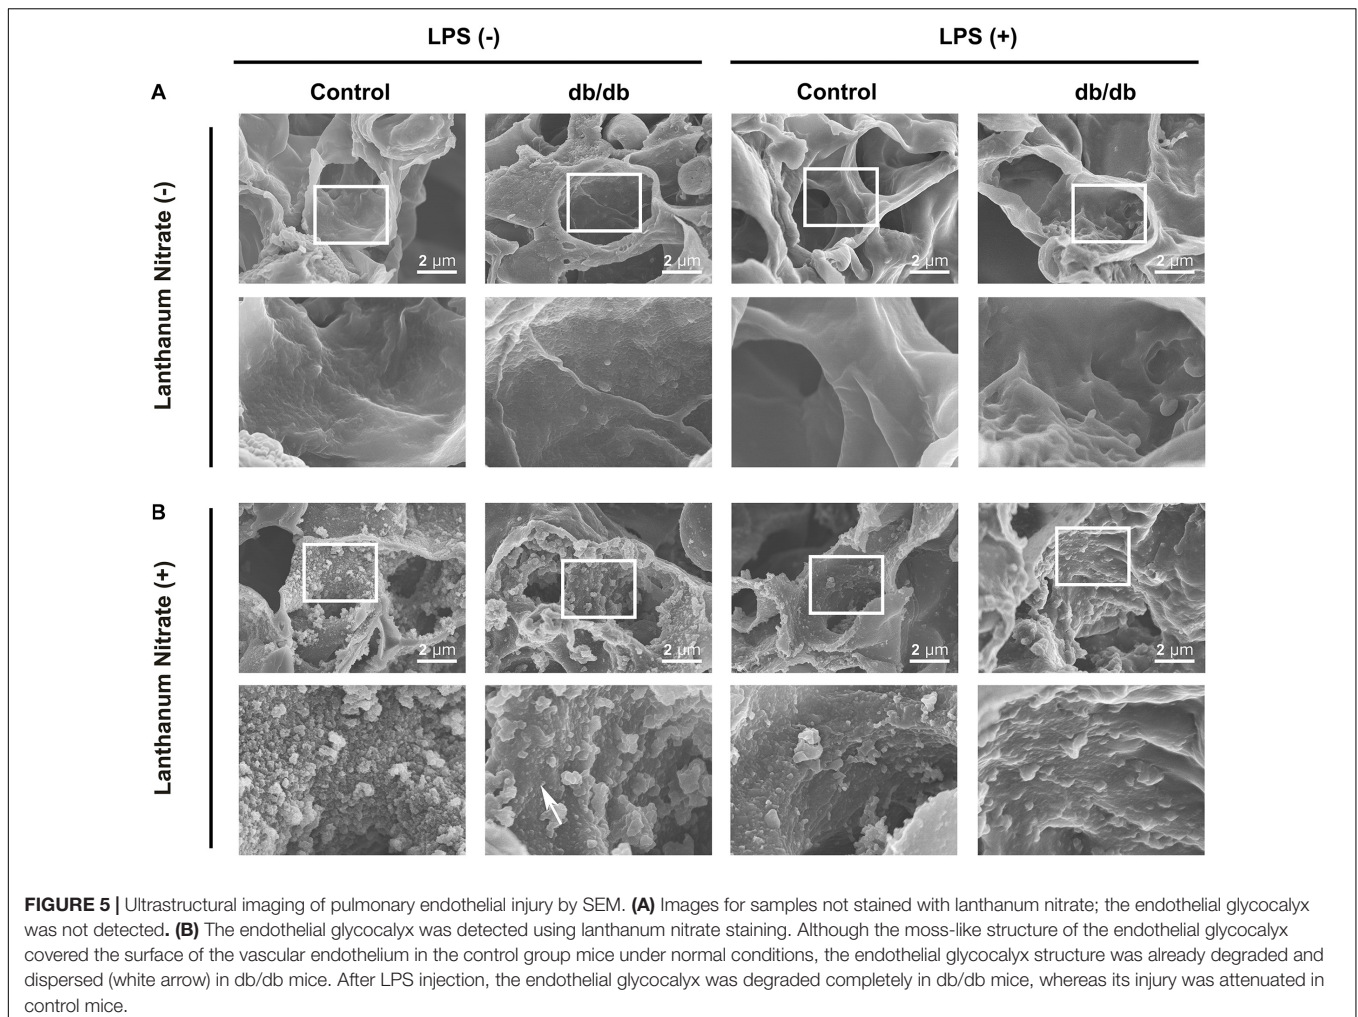 LPS (-) LPS (+)
A Control db/db Control db/db
Lanthanum Nitrate (-)
2 μm 2 μm 2 μm 2 μm
B
Lanthanum Nitrate (+)
2 μm 2 μm 2 μm 2 μm
FIGURE 5 | Ultrastructural imaging of pulmonary endothelial injury by SEM. (A) Images for samples not stained with lanthanum nitrate; the endothelial glycocalyx
was not detected. (B) The endothelial glycocalyx was detected using lanthanum nitrate staining. Although the moss-like structure of the endothelial glycocalyx
covered the surface of the vascular endothelium in the control group mice under normal conditions, the endothelial glycocalyx structure was already degraded and
dispersed (white arrow) in db/db mice. After LPS injection, the endothelial glycocalyx was degraded completely in db/db mice, whereas its injury was attenuated in
control mice.